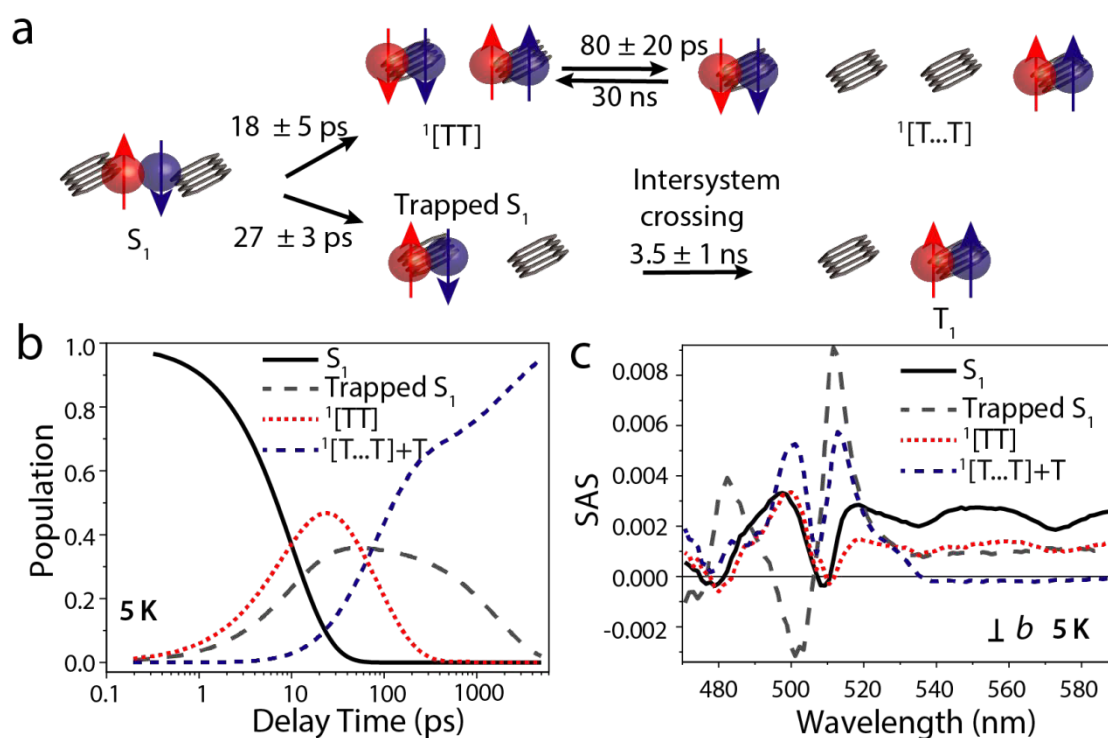 a
80 ± 20 ps
30 ns
18 ± 5 ps
¹[TT]
¹[T...T]
S₁
27 ± 3 ps
Trapped S₁
Intersystem
crossing
3.5 ± 1 ns
T₁
b
1.0
0.8
0.6
0.4
0.2
0.0
Population
S₁
Trapped S₁
¹[TT]
¹[T...T]+T
5 K
0.1
1
10
100
1000
Delay Time (ps)
c
0.008
0.006
0.004
0.002
0.000
-0.002
SAS
S₁
Trapped S₁
¹[TT]
¹[T...T]+T
⊥ b 5 K
480
500
520
540
560
580
Wavelength (nm)